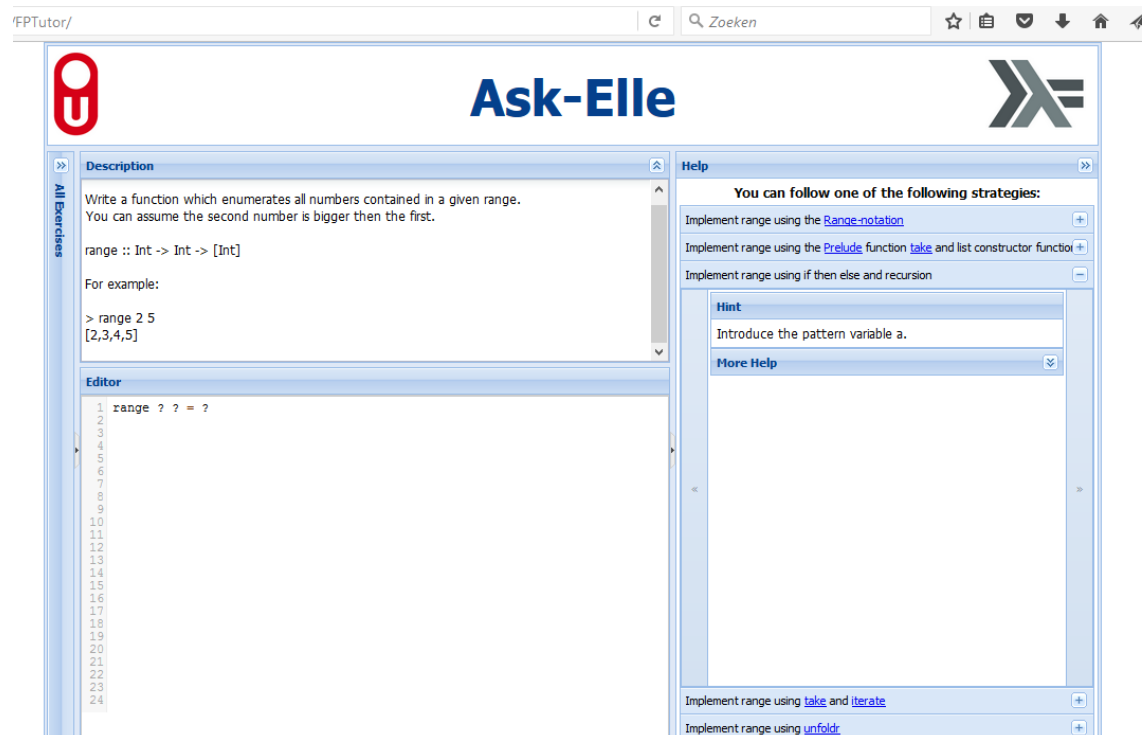 /FPTutor/
Zoeken
U
Ask-Elle
All Exercises
Description
Write a function which enumerates all numbers contained in a given range.
You can assume the second number is bigger then the first.
range :: Int -> Int -> [Int]
For example:
> range 2 5
[2,3,4,5]
Editor
1 range ? ? = ?
2
3
4
5
6
7
8
9
10
11
12
13
14
15
16
17
18
19
20
21
22
23
24
Help
You can follow one of the following strategies:
Implement range using the Range-notation
Implement range using the Prelude function take and list constructor functio
Implement range using if then else and recursion
Hint
Introduce the pattern variable a.
More Help
Implement range using take and iterate
Implement range using unfoldr